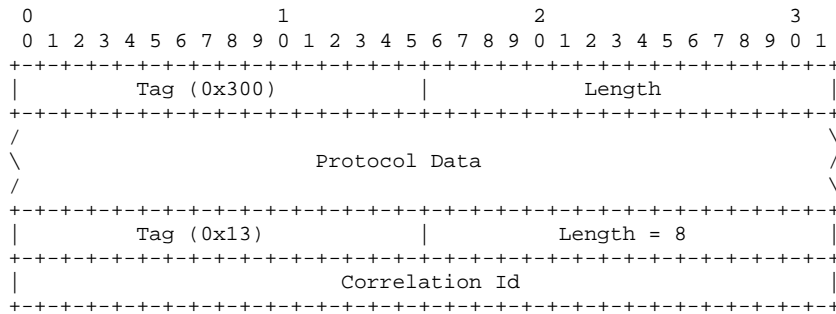 0                   1                   2                   3
 0 1 2 3 4 5 6 7 8 9 0 1 2 3 4 5 6 7 8 9 0 1 2 3 4 5 6 7 8 9 0 1
+-+-+-+-+-+-+-+-+-+-+-+-+-+-+-+-+-+-+-+-+-+-+-+-+-+-+-+-+-+-+-+-+
|         Tag (0x300)           |            Length             |
+-+-+-+-+-+-+-+-+-+-+-+-+-+-+-+-+-+-+-+-+-+-+-+-+-+-+-+-+-+-+-+-+
/                                                               \
\                       Protocol Data                           /
/                                                               \
+-+-+-+-+-+-+-+-+-+-+-+-+-+-+-+-+-+-+-+-+-+-+-+-+-+-+-+-+-+-+-+-+
|         Tag (0x13)            |          Length = 8           |
+-+-+-+-+-+-+-+-+-+-+-+-+-+-+-+-+-+-+-+-+-+-+-+-+-+-+-+-+-+-+-+-+
|                         Correlation Id                        |
+-+-+-+-+-+-+-+-+-+-+-+-+-+-+-+-+-+-+-+-+-+-+-+-+-+-+-+-+-+-+-+-+